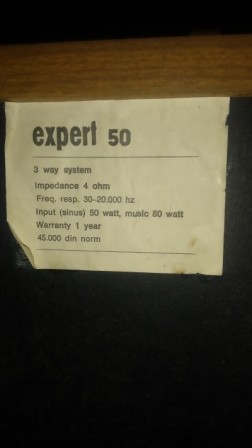 expert 50
3 way system
Impedance 4 ohm
Freq. resp. 30-20.000 hz
Input (sinus) 50 watt, music 80 watt
Warranty 1 year
45.000 din norm